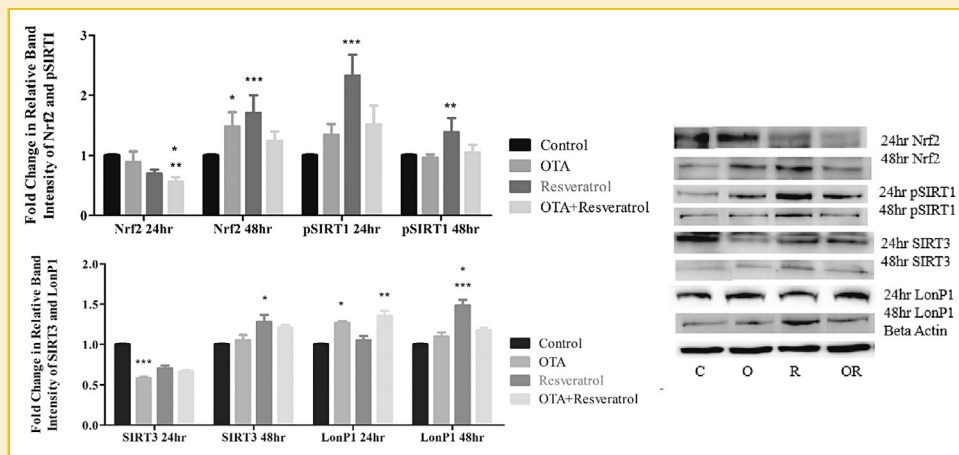 Fold Change in Relative Band
Intensity of Nrf2 and pSIRT1
3
2
1
0
*
***
***
**
*
**
Nrf2 24hr
Nrf2 48hr
pSIRT1 24hr
pSIRT1 48hr
Control
OTA
Resveratrol
OTA+Resveratrol
Fold Change in Relative Band
Intensity of SIRT3 and LonP1
2.0
1.5
1.0
0.5
0.0
***
*
*
**
*
***
SIRT3 24hr
SIRT3 48hr
LonP1 24hr
LonP1 48hr
Control
OTA
Resveratrol
OTA+Resveratrol
24hr Nrf2
48hr Nrf2
24hr pSIRT1
48hr pSIRT1
24hr SIRT3
48hr SIRT3
24hr LonP1
48hr LonP1
Beta Actin
C O R OR